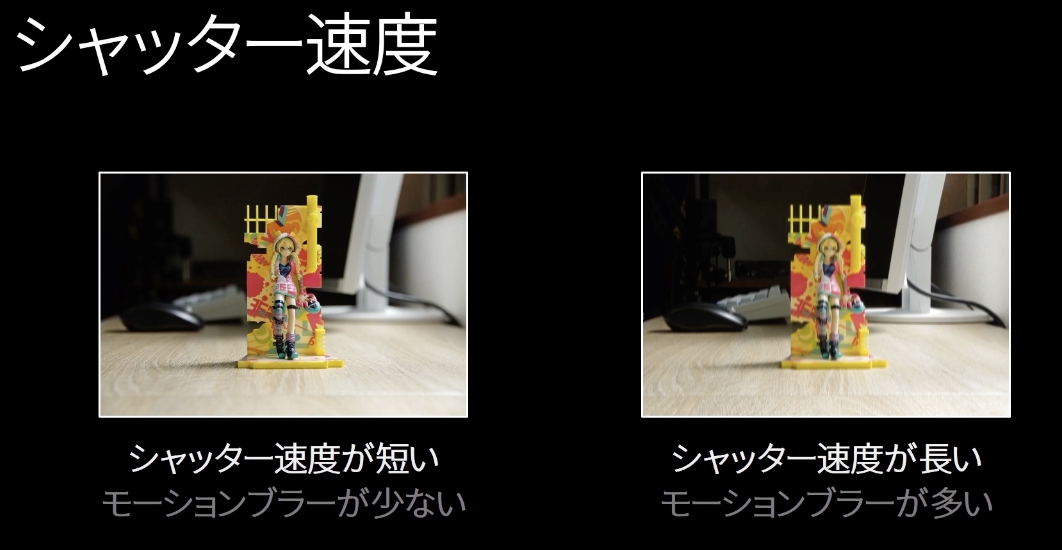 シャッター速度
シャッター速度が短い
シャッター速度が長い
モーションブラーが少ない
モーションブラーが多い